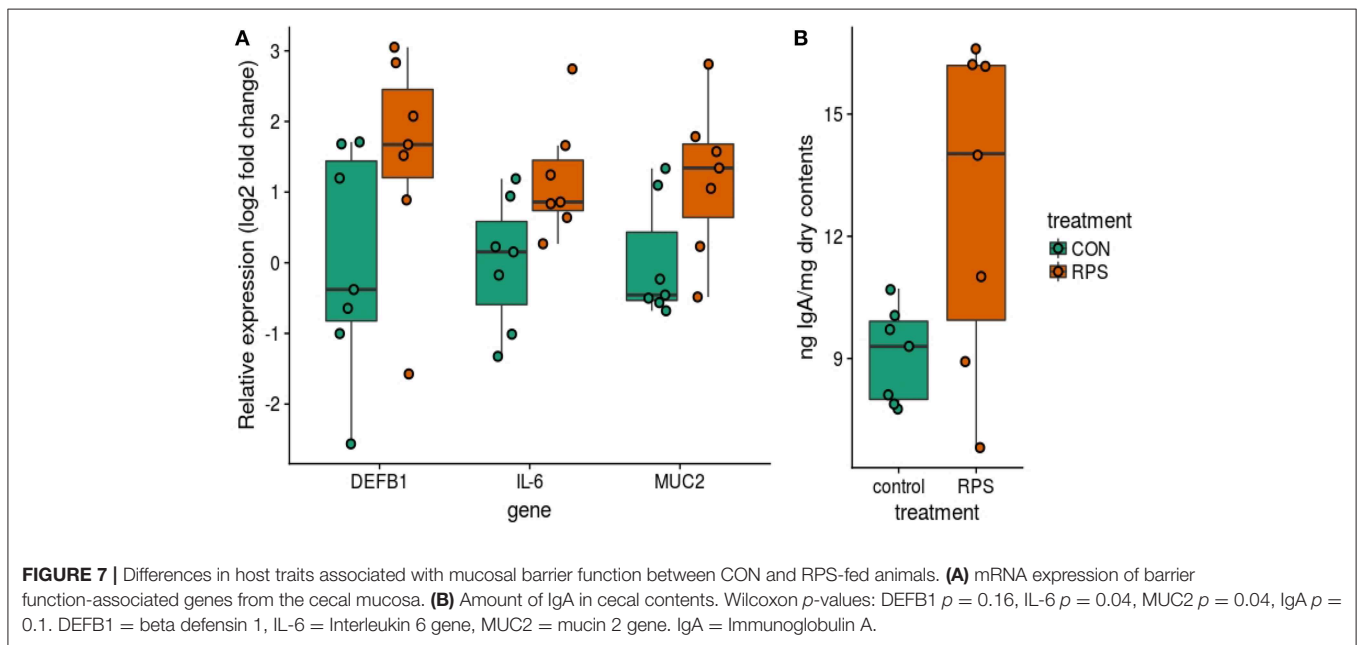 A
B
Relative expression (log2 fold change)
3
2
1
0
-1
-2
DEFB1
IL-6
MUC2
gene
ng IgA/mg dry contents
15
12
9
control
RPS
treatment
treatment
CON
RPS
FIGURE 7 | Differences in host traits associated with mucosal barrier function between CON and RPS-fed animals. (A) mRNA expression of barrier
function-associated genes from the cecal mucosa. (B) Amount of IgA in cecal contents. Wilcoxon p-values: DEFB1 p = 0.16, IL-6 p = 0.04, MUC2 p = 0.04, IgA p =
0.1. DEFB1 = beta defensin 1, IL-6 = Interleukin 6 gene, MUC2 = mucin 2 gene. IgA = Immunoglobulin A.